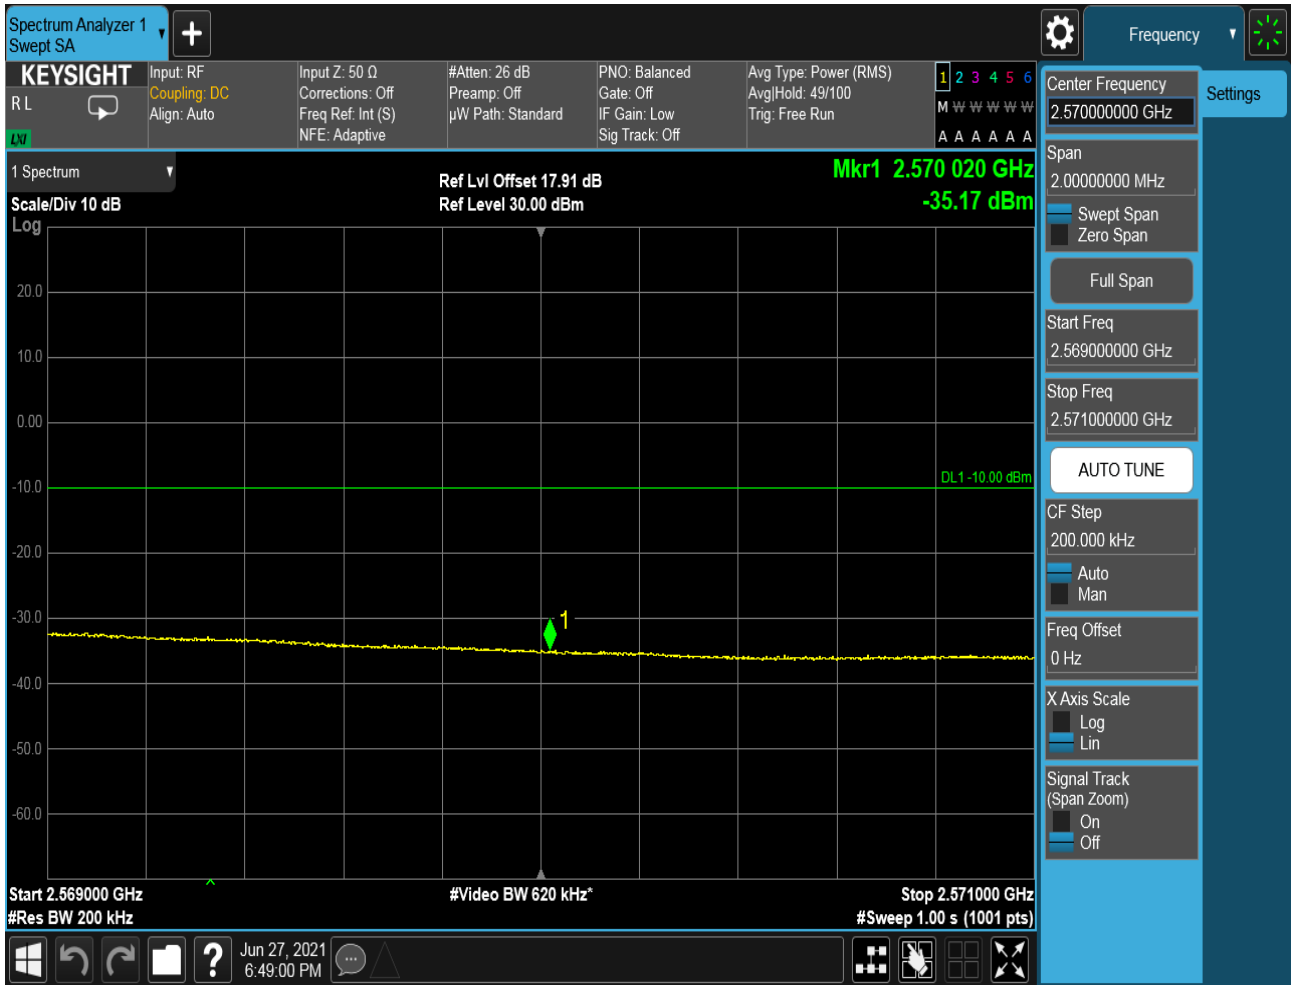 Spectrum Analyzer 1
Swept SA
Frequency
KEYSIGHT
R L
LXI
Input: RF
Coupling: DC
Align: Auto
Input Z: 50 Ω
Corrections: Off
Freq Ref: Int (S)
NFE: Adaptive
#Atten: 26 dB
Preamp: Off
µW Path: Standard
PNO: Balanced
Gate: Off
IF Gain: Low
Sig Track: Off
Avg Type: Power (RMS)
Avg|Hold: 49/100
Trig: Free Run
1 2 3 4 5 6
M W W W W W
A A A A A A
1 Spectrum
Scale/Div 10 dB
Log
Ref Lvl Offset 17.91 dB
Ref Level 30.00 dBm
Mkr1 2.570 020 GHz
-35.17 dBm
20.0
10.0
0.00
-10.0
-20.0
-30.0
-40.0
-50.0
-60.0
DL1 -10.00 dBm
1
Start 2.569000 GHz
#Res BW 200 kHz
#Video BW 620 kHz*
Stop 2.571000 GHz
#Sweep 1.00 s (1001 pts)
Jun 27, 2021
6:49:00 PM
Center Frequency
2.570000000 GHz
Span
2.00000000 MHz
Swept Span
Zero Span
Full Span
Start Freq
2.569000000 GHz
Stop Freq
2.571000000 GHz
AUTO TUNE
CF Step
200.000 kHz
Auto
Man
Freq Offset
0 Hz
X Axis Scale
Log
Lin
Signal Track
(Span Zoom)
On
Off
Settings